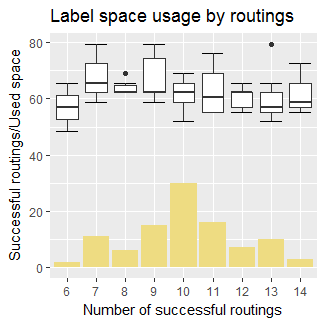 Label space usage by routings
Successful routings/Used space
80
60
40
20
0
6 7 8 9 10 11 12 13 14
Number of successful routings